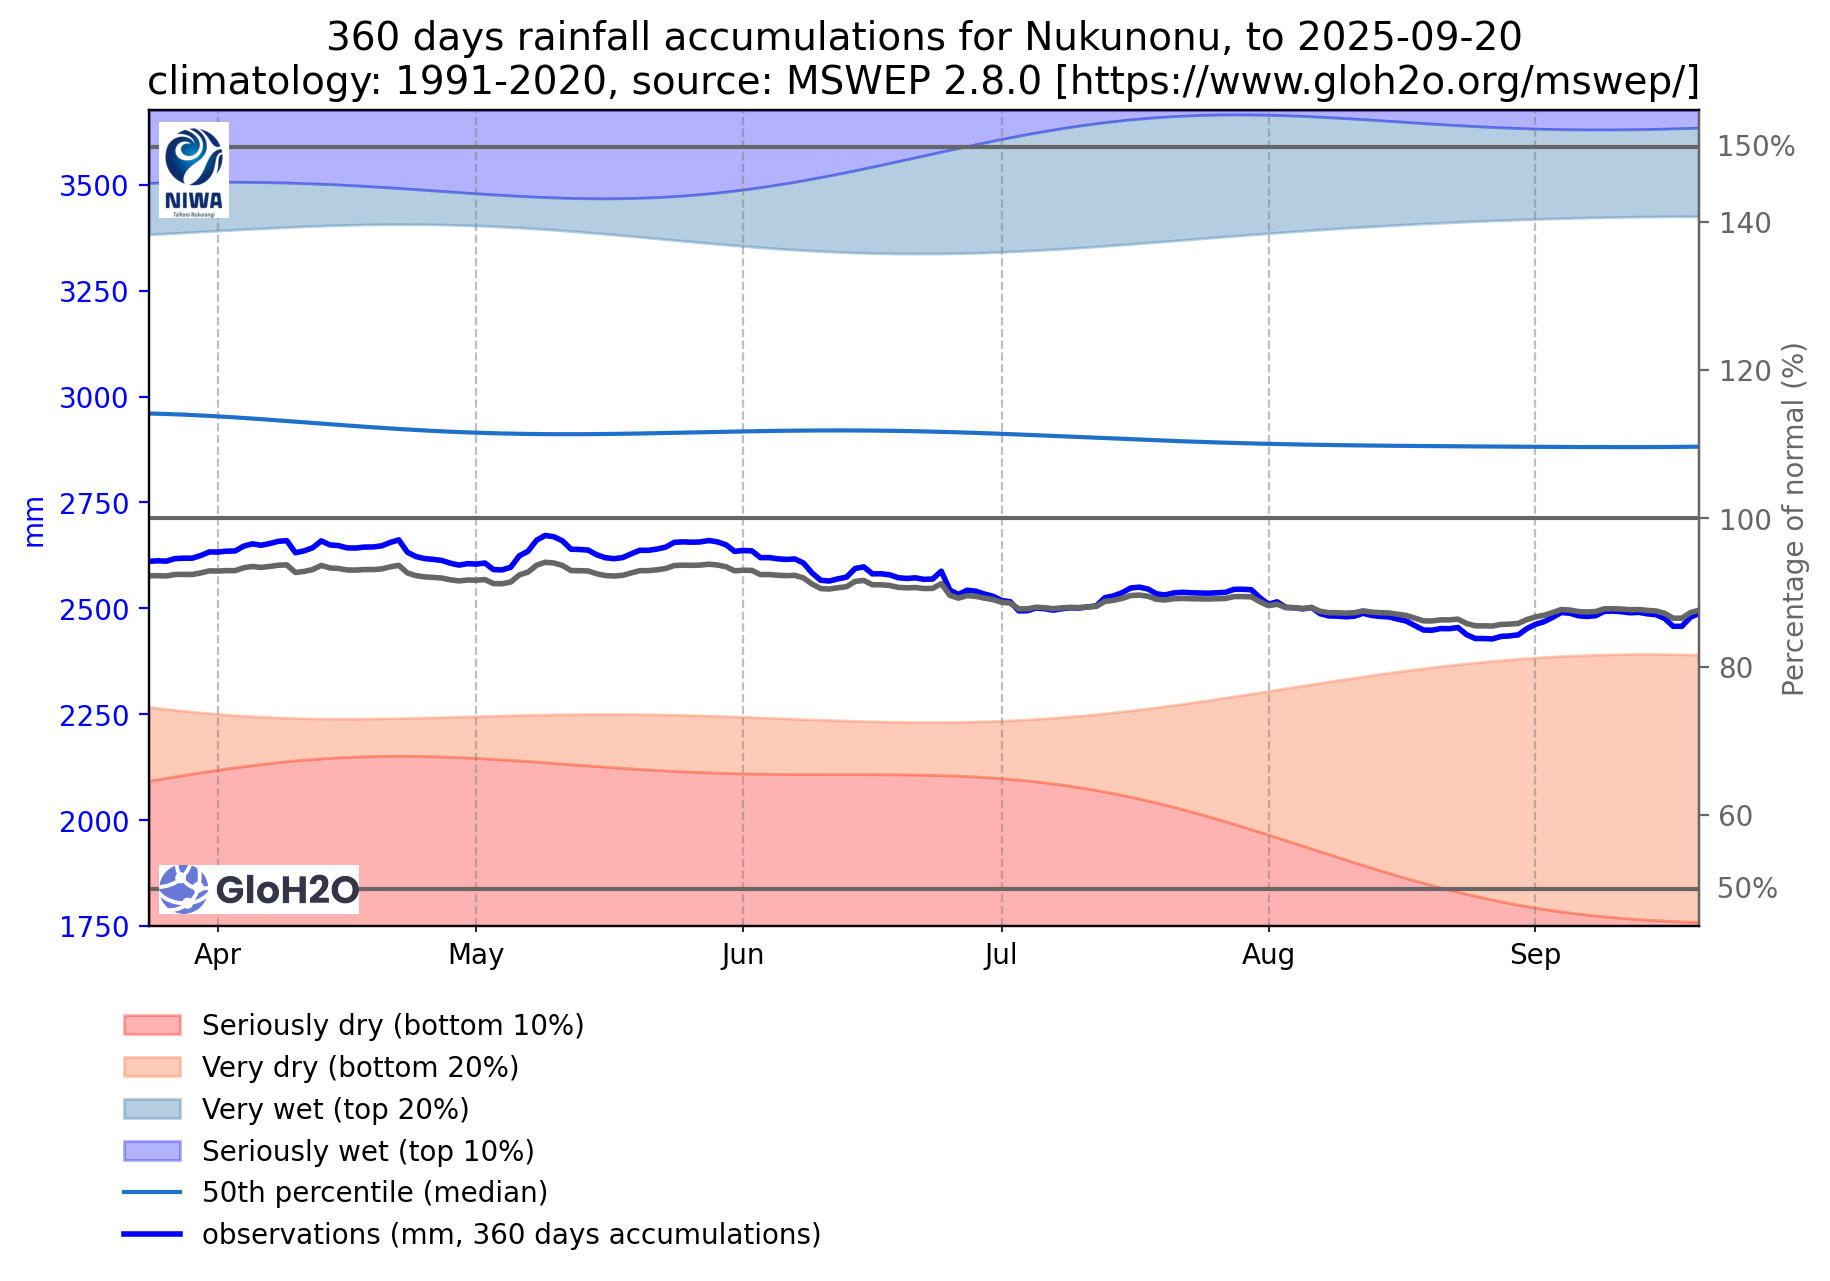 360 days rainfall accumulations for Nukunonu, to 2025-09-20
climatology: 1991-2020, source: MSWEP 2.8.0 [https://www.gloh2o.org/mswep/]
NIWA
Taihoro Nukurangi
150%
3500
140
3250
120
3000
2750
100
2500
80
2250
60
2000
50%
1750
mm
Percentage of normal (%)
GloH2O
Apr May Jun Jul Aug Sep
Seriously dry (bottom 10%)
Very dry (bottom 20%)
Very wet (top 20%)
Seriously wet (top 10%)
50th percentile (median)
observations (mm, 360 days accumulations)